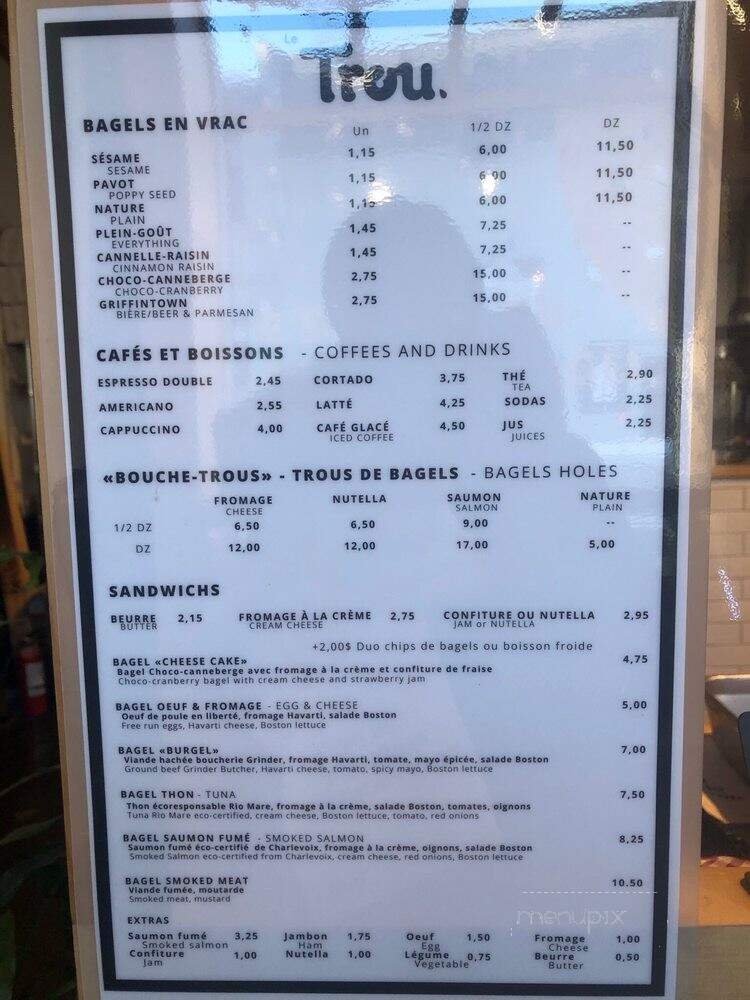 Le
Trou.
BAGELS EN VRAC Un 1/2 DZ DZ
SÉSAME 1,15 6,00 11,50
SESAME
PAVOT 1,15 6,00 11,50
POPPY SEED
NATURE 1,15 6,00 11,50
PLAIN
PLEIN-GOÛT 1,45 7,25 --
EVERYTHING
CANNELLE-RAISIN 1,45 7,25 --
CINNAMON RAISIN
CHOCO-CANNEBERGE 2,75 15,00 --
CHOCO-CRANBERRY
GRIFFINTOWN 2,75 15,00 --
BIÈRE/BEER & PARMESAN
CAFÉS ET BOISSONS - COFFEES AND DRINKS
ESPRESSO DOUBLE 2,45 CORTADO 3,75 THÉ 2,90
TEA
AMERICANO 2,55 LATTÉ 4,25 SODAS 2,25
CAPPUCCINO 4,00 CAFÉ GLACÉ 4,50 JUS 2,25
ICED COFFEE JUICES
«BOUCHE-TROUS» - TROUS DE BAGELS - BAGELS HOLES
FROMAGE NUTELLA SAUMON NATURE
CHEESE SALMON PLAIN
1/2 DZ 6,50 6,50 9,00 --
DZ 12,00 12,00 17,00 5,00
SANDWICHS
BEURRE 2,15 FROMAGE À LA CRÈME 2,75 CONFITURE OU NUTELLA 2,95
BUTTER CREAM CHEESE JAM or NUTELLA
+2,00$ Duo chips de bagels ou boisson froide
BAGEL «CHEESE CAKE» 4,75
Bagel Choco-canneberge avec fromage à la crème et confiture de fraise
Choco-cranberry bagel with cream cheese and strawberry jam
BAGEL OEUF & FROMAGE - EGG & CHEESE 5,00
Oeuf de poule en liberté, fromage Havarti, salade Boston
Free run eggs, Havarti cheese, Boston lettuce
BAGEL «BURGEL» 7,00
Viande hachée boucherie Grinder, fromage Havarti, tomate, mayo épicée, salade Boston
Ground beef Grinder Butcher, Havarti cheese, tomato, spicy mayo, Boston lettuce
BAGEL THON - TUNA 7,50
Thon écoresponsable Rio Mare, fromage à la crème, salade Boston, tomates, oignons
Tuna Rio Mare eco-certified, cream cheese, Boston lettuce, tomato, red onions
BAGEL SAUMON FUMÉ - SMOKED SALMON 8,25
Saumon fumé éco-certifié de Charlevoix, fromage à la crème, oignons, salade Boston
Smoked Salmon eco-certified from Charlevoix, cream cheese, red onions, Boston lettuce
BAGEL SMOKED MEAT 10.50
Viande fumée, moutarde
Smoked meat, mustard
EXTRAS
Saumon fumé 3,25 Jambon 1,75 Oeuf 1,50 Fromage 1,00
Smoked salmon Ham Egg Cheese
Confiture 1,00 Nutella 1,00 Légume 0,75 Beurre 0,50
Jam Vegetable Butter
menupix